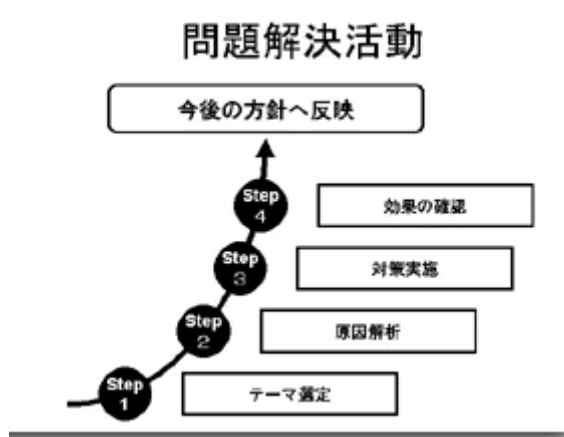 問題解決活動
今後の方針へ反映
Step 4
効果の確認
Step 3
対策実施
Step 2
原因解析
Step 1
テーマ選定